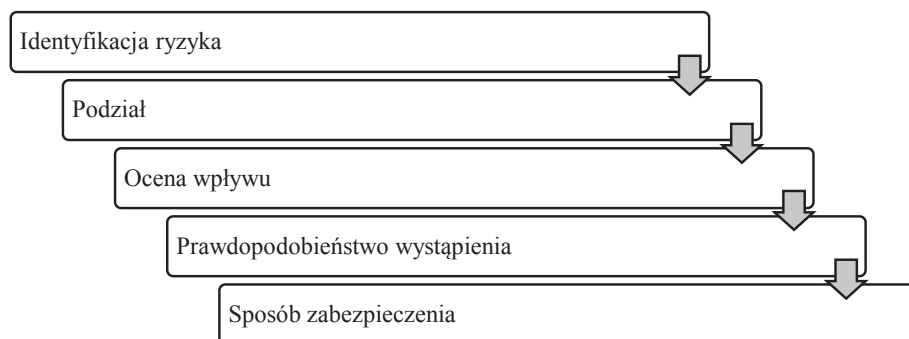 Identyfikacja ryzyka
Podział
Ocena wpływu
Prawdopodobieństwo wystąpienia
Sposób zabezpieczenia